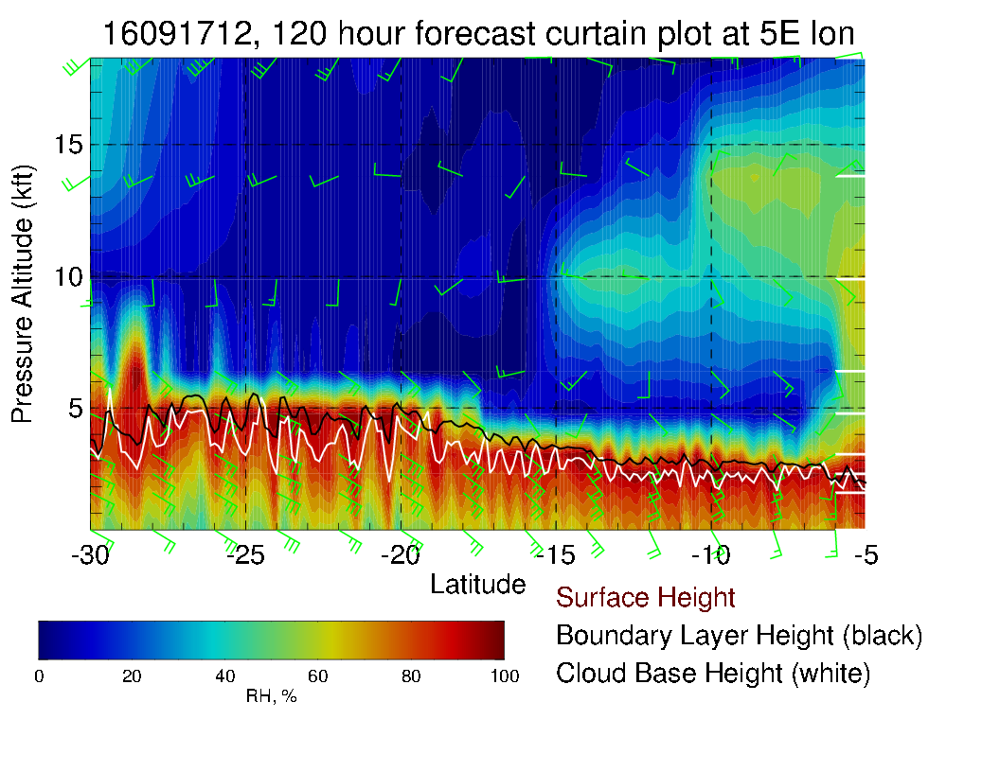 16091712, 120 hour forecast curtain plot at 5E lon
Pressure Altitude (kft)
15
10
5
-30 -25 -20 -15 -10 -5
Latitude
Surface Height
Boundary Layer Height (black)
Cloud Base Height (white)
0 20 40 60 80 100
RH, %